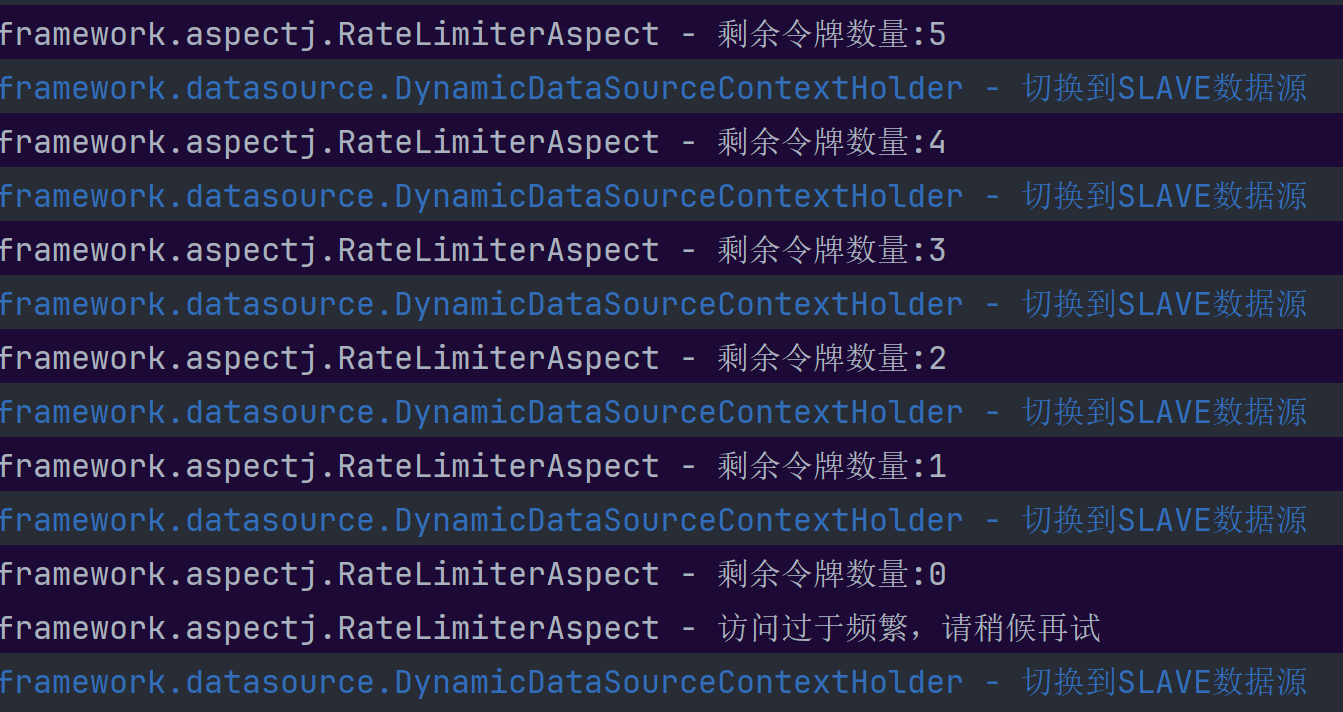 framework.aspectj.RateLimiterAspect - 剩余令牌数量:5
framework.datasource.DynamicDataSourceContextHolder - 切换到SLAVE数据源
framework.aspectj.RateLimiterAspect - 剩余令牌数量:4
framework.datasource.DynamicDataSourceContextHolder - 切换到SLAVE数据源
framework.aspectj.RateLimiterAspect - 剩余令牌数量:3
framework.datasource.DynamicDataSourceContextHolder - 切换到SLAVE数据源
framework.aspectj.RateLimiterAspect - 剩余令牌数量:2
framework.datasource.DynamicDataSourceContextHolder - 切换到SLAVE数据源
framework.aspectj.RateLimiterAspect - 剩余令牌数量:1
framework.datasource.DynamicDataSourceContextHolder - 切换到SLAVE数据源
framework.aspectj.RateLimiterAspect - 剩余令牌数量:0
framework.aspectj.RateLimiterAspect - 访问过于频繁，请稍候再试
framework.datasource.DynamicDataSourceContextHolder - 切换到SLAVE数据源